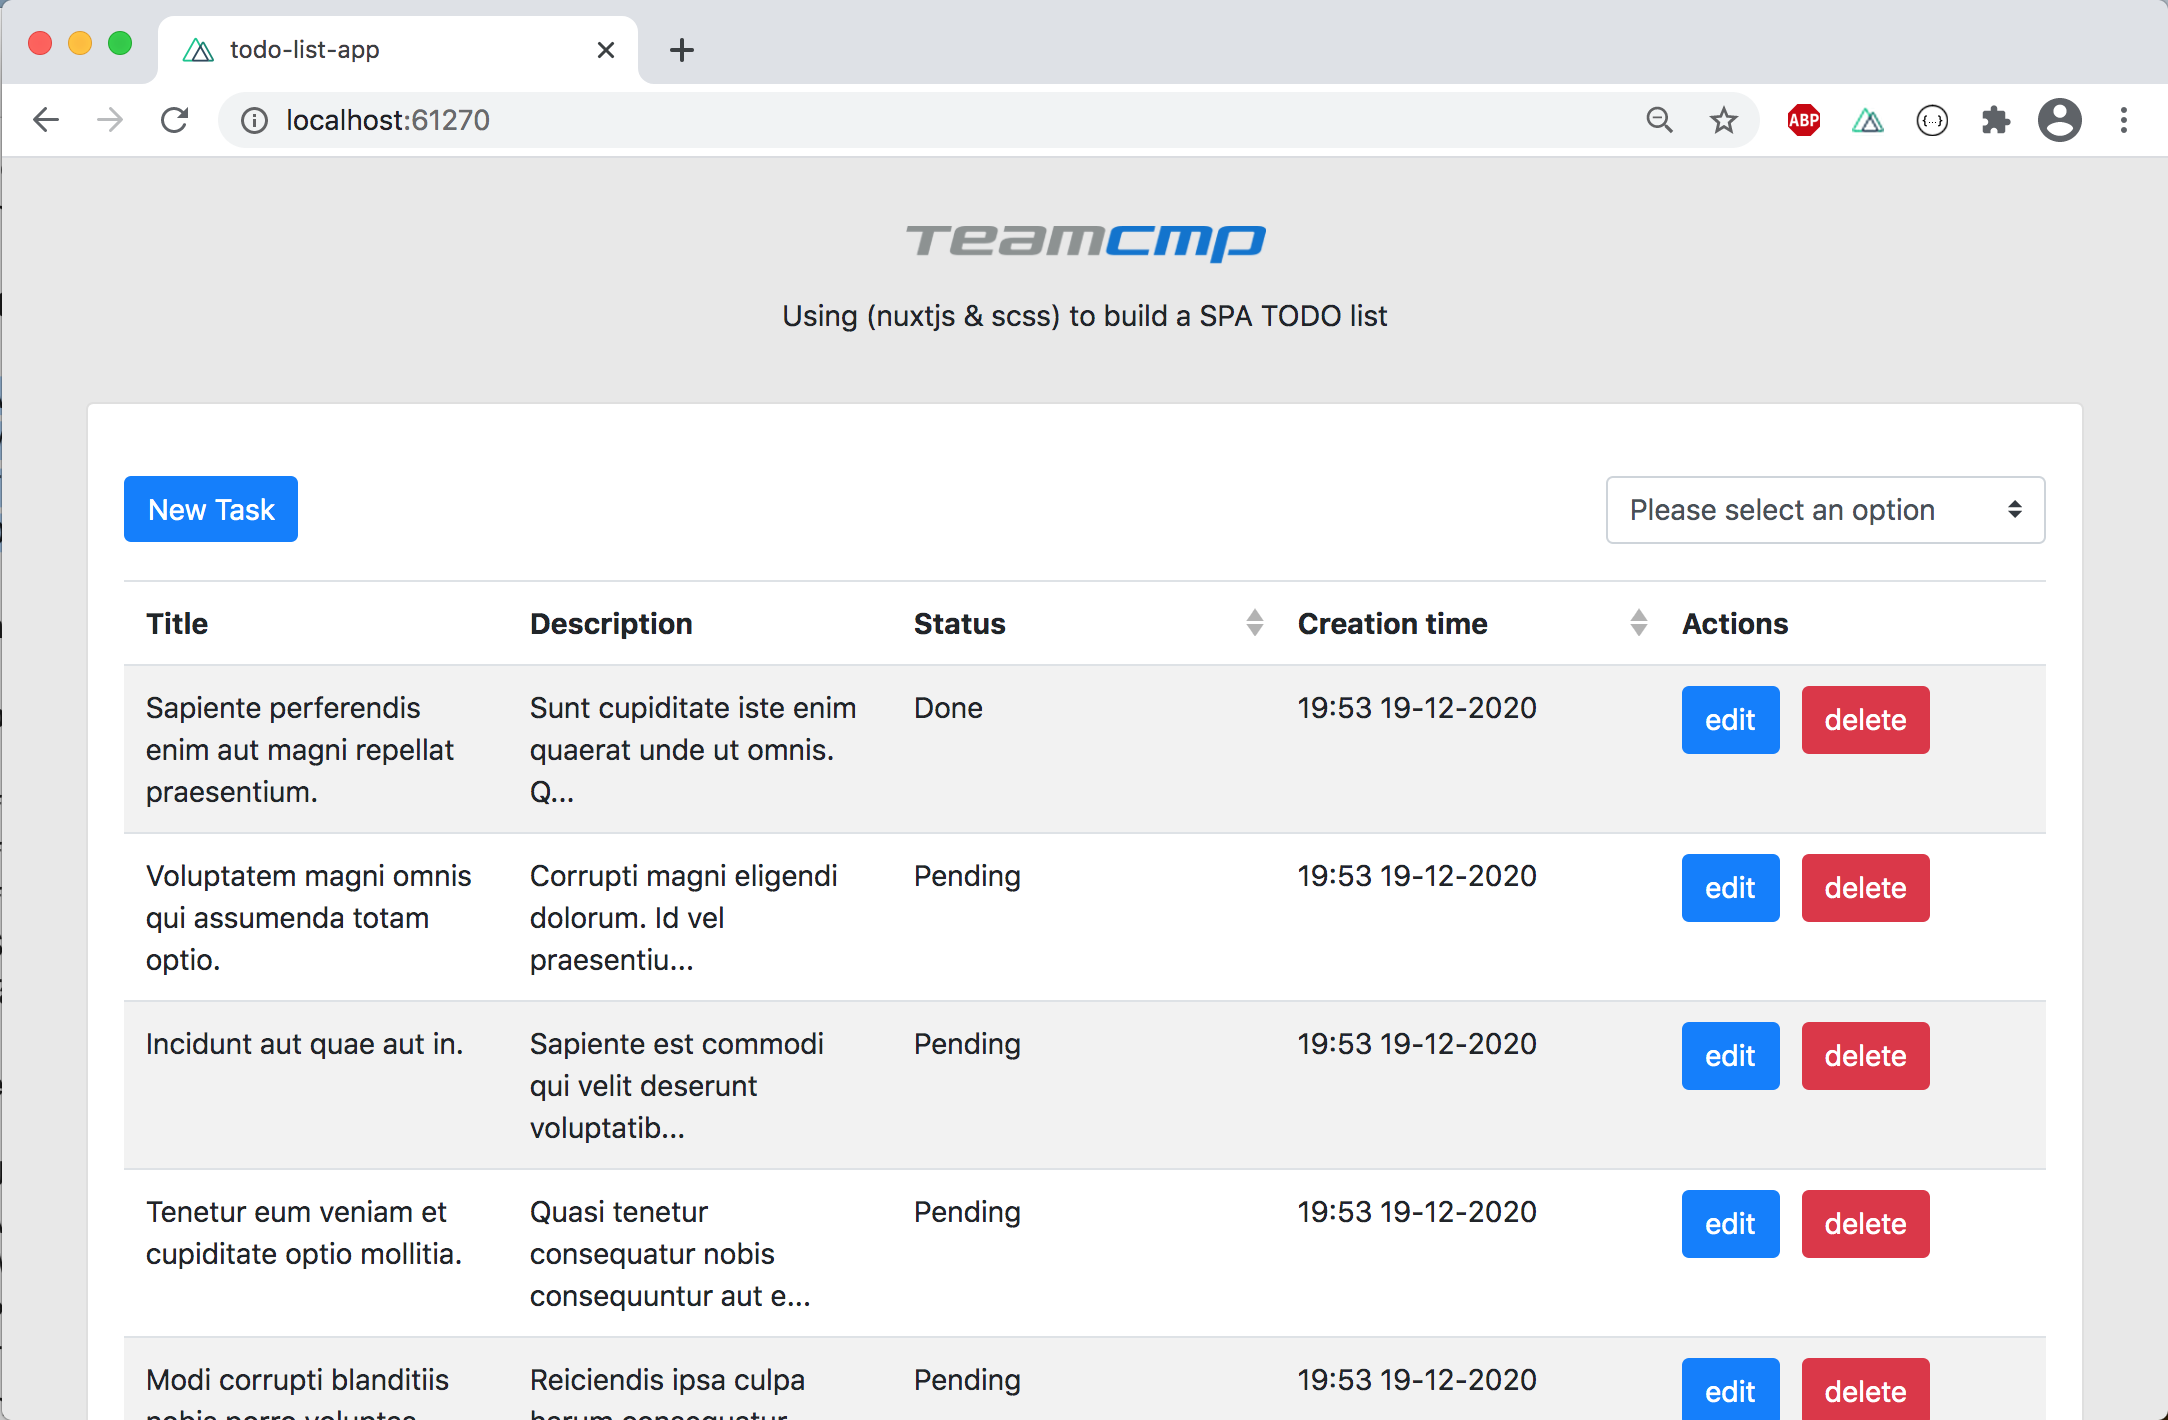 todo-list-app
localhost:61270
ABP
{...}
Teamcmp
Using (nuxtjs & scss) to build a SPA TODO list
New Task
Please select an option
Title Description Status Creation time Actions
Sapiente perferendis enim aut magni repellat praesentium.
Sunt cupiditate iste enim quaerat unde ut omnis. Q...
Done
19:53 19-12-2020
edit delete
Voluptatem magni omnis qui assumenda totam optio.
Corrupti magni eligendi dolorum. Id vel praesentiu...
Pending
19:53 19-12-2020
edit delete
Incidunt aut quae aut in.
Sapiente est commodi qui velit deserunt voluptatib...
Pending
19:53 19-12-2020
edit delete
Tenetur eum veniam et cupiditate optio mollitia.
Quasi tenetur consequatur nobis consequuntur aut e...
Pending
19:53 19-12-2020
edit delete
Modi corrupti blanditiis
Reiciendis ipsa culpa
Pending
19:53 19-12-2020
edit delete